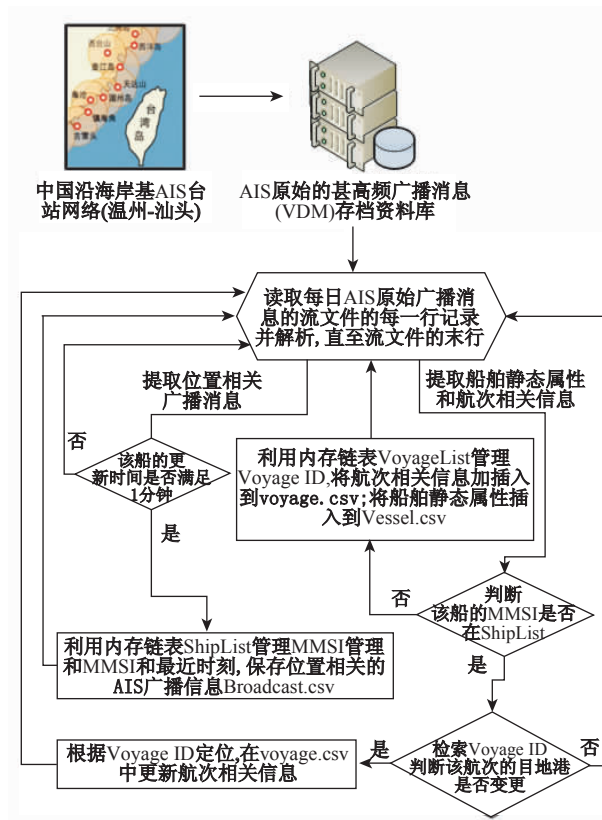 西洋岛
台湾岛
中国沿海岸基AIS台
站网络(温州-汕头)
AIS原始的甚高频广播消息
(VDM)存档资料库
读取每日AIS原始广播消
息的流文件的每一行记录
并解析,直至流文件的末行
提取位置相关
广播消息
提取船舶静态属性
和航次相关信息
否
该船的更
新时间是否满足
1分钟
是
利用内存链表VoyageList管理
Voyage ID,将航次相关信息加插入
到voyage.csv;将船舶静态属性插
入到Vessel.csv
否
判断
该船的MMSI是否
在ShipList
是
利用内存链表ShipList管理MMSI管理
和MMSI和最近时刻,保存位置相关的
AIS广播信息Broadcast.csv
根据Voyage ID定位,在voyage.csv
中更新航次相关信息
是
检索Voyage ID
判断该航次的目地港
是否变更
否